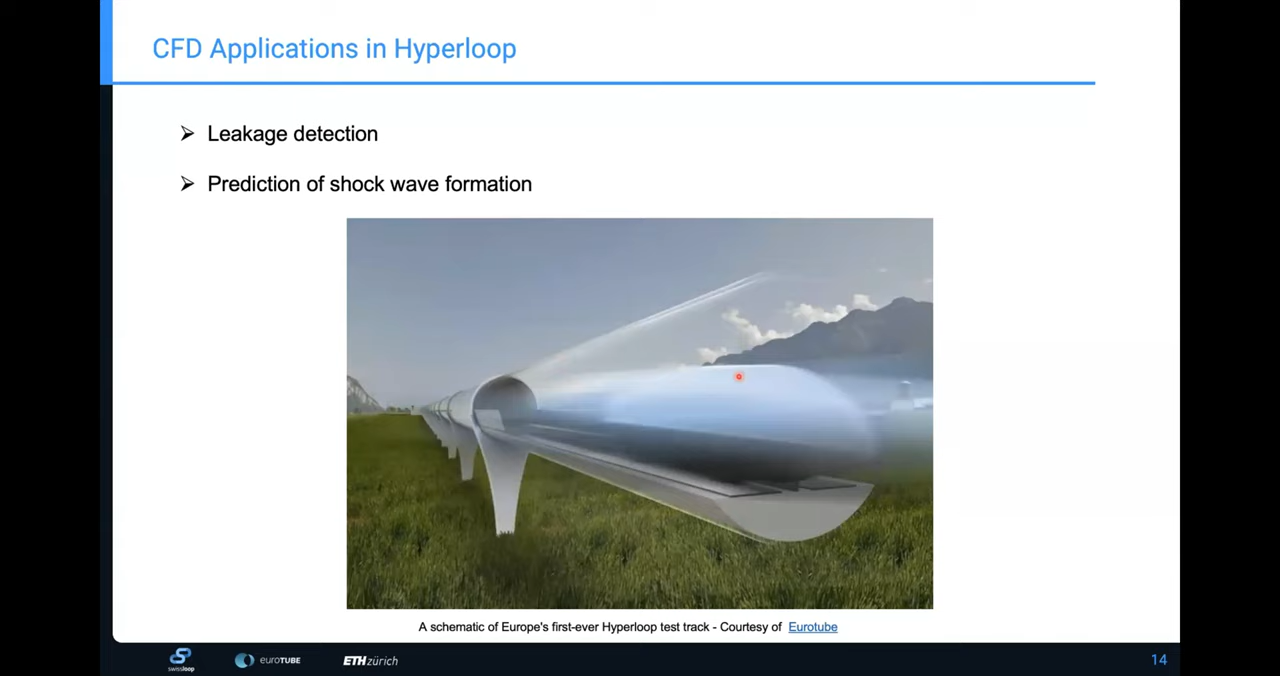 CFD Applications in Hyperloop
➢ Leakage detection
➢ Prediction of shock wave formation
A schematic of Europe's first-ever Hyperloop test track - Courtesy of Eurotube
swissloop
euroTUBE
ETH zürich
14